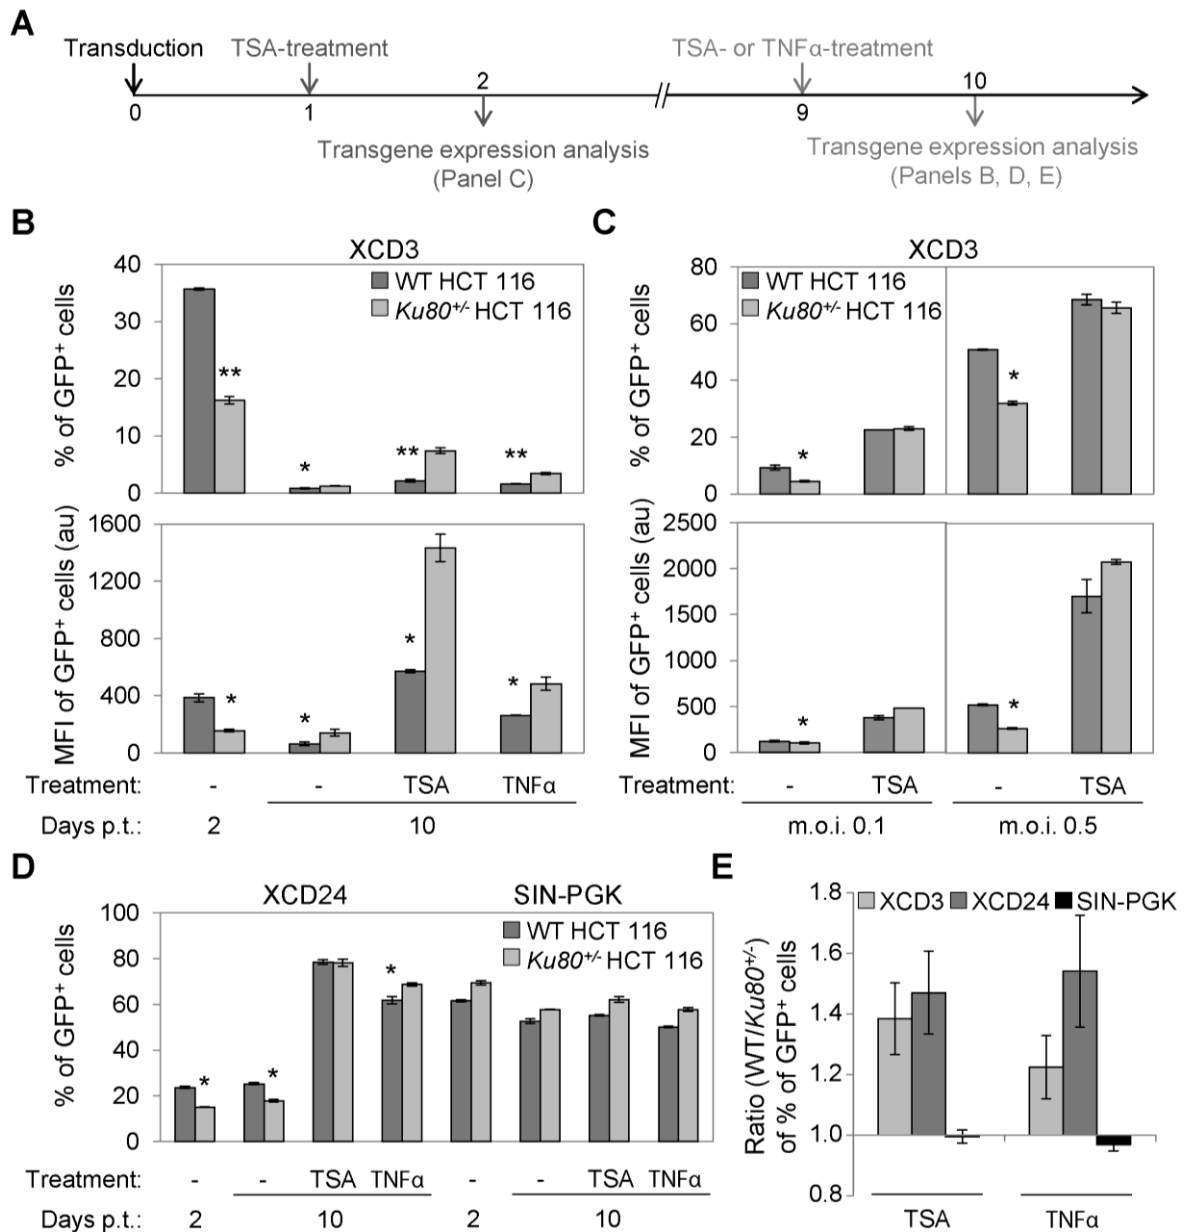 A
Transduction
TSA-treatment
TSA- or TNFα-treatment
2
10
0
1
9
Transgene expression analysis
(Panel C)
Transgene expression analysis
(Panels B, D, E)
B
XCD3
WT HCT 116
Ku80+/- HCT 116
% of GFP+ cells
40
30
20
10
0
**
*
**
**
MFI of GFP+ cells (au)
1600
1200
800
400
0
*
*
*
*
Treatment: - - TSA TNFα
Days p.t.: 2 10
C
XCD3
WT HCT 116
Ku80+/- HCT 116
% of GFP+ cells
80
60
40
20
0
*
*
MFI of GFP+ cells (au)
2500
2000
1500
1000
500
0
*
*
Treatment: - TSA - TSA
m.o.i. 0.1 m.o.i. 0.5
D
XCD24 SIN-PGK
WT HCT 116
Ku80+/- HCT 116
% of GFP+ cells
100
80
60
40
20
0
*
*
*
Treatment: - - TSA TNFα - - TSA TNFα
Days p.t.: 2 10 2 10
E
XCD3 XCD24 SIN-PGK
Ratio (WT/Ku80+/-)
of % of GFP+ cells
1.8
1.6
1.4
1.2
1.0
0.8
TSA TNFα